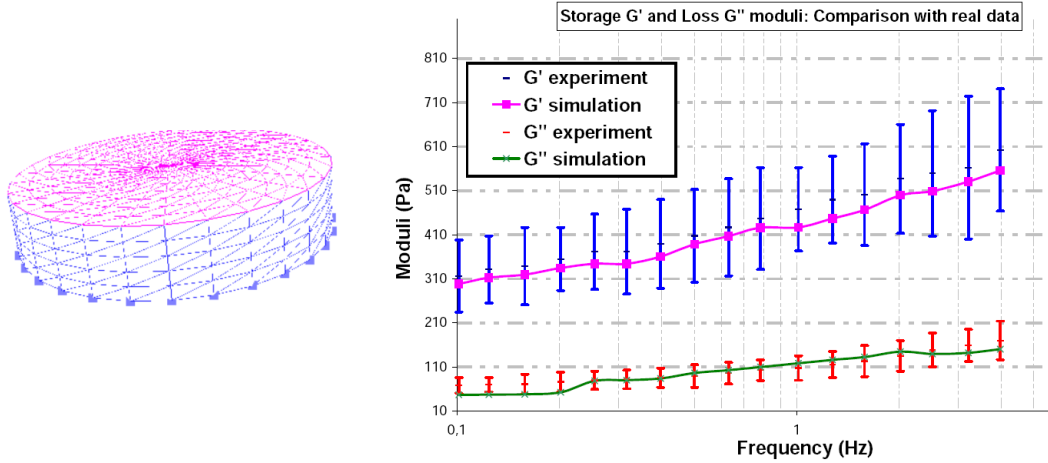 Storage G' and Loss G'' moduli: Comparison with real data
G' experiment
G' simulation
G'' experiment
G'' simulation
Moduli (Pa)
810
710
610
510
410
310
210
110
10
0,1
1
Frequency (Hz)